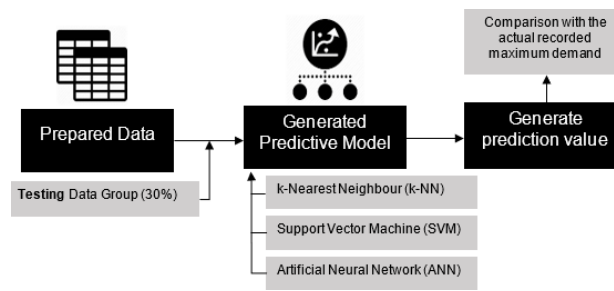 Comparison with the
actual recorded
maximum demand
Prepared Data
Generated
Predictive Model
Generate
prediction value
Testing Data Group (30%)
k-Nearest Neighbour (k-NN)
Support Vector Machine (SVM)
Artificial Neural Network (ANN)